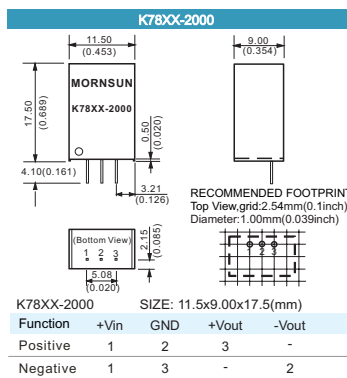 K78XX-2000
11.50
(0.453)
9.00
(0.354)
MORNSUN
K78XX-2000
17.50
(0.689)
0.50
(0.020)
4.10(0.161)
3.21
(0.126)
RECOMMENDED FOOTPRINT
Top View,grid:2.54mm(0.1inch)
Diameter:1.00mm(0.039inch)
(Bottom View)
1 2 3
2.15
(0.085)
5.08
(0.020)
1 2 3
K78XX-2000 SIZE: 11.5x9.00x17.5(mm)
Function +Vin GND +Vout -Vout
Positive 1 2 3 -
Negative 1 3 - 2